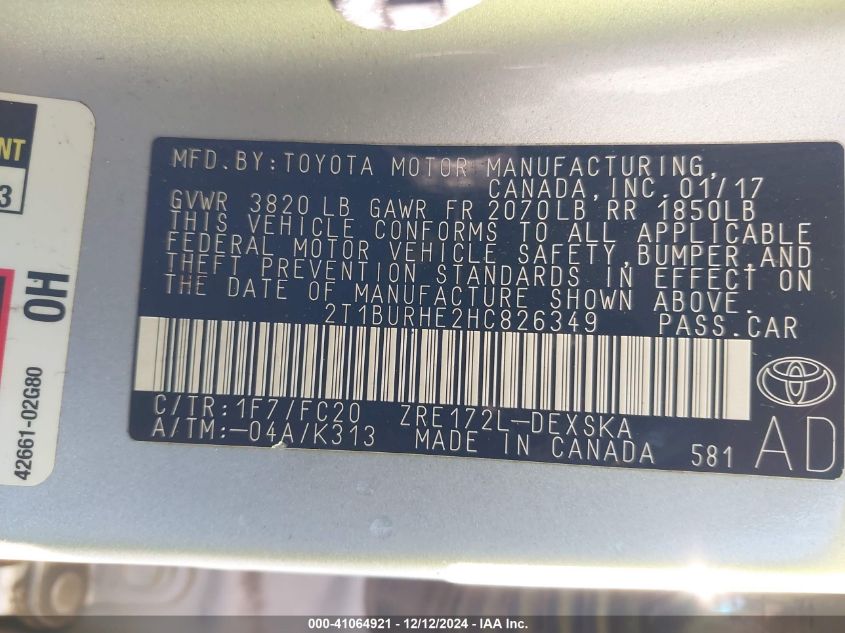 NT
3
OH
42661-02G80
MFD.BY:TOYOTA MOTOR MANUFACTURING,
CANADA,INC.01/17
GVWR 3820 LB GAWR FR 2070LB RR 1850LB
THIS VEHICLE CONFORMS TO ALL APPLICABLE
FEDERAL MOTOR VEHICLE SAFETY,BUMPER,AND
THEFT PREVENTION STANDARDS IN EFFECT ON
THE DATE OF MANUFACTURE SHOWN ABOVE.
2T1BURHE2HC826349 PASS.CAR
C/TR:1F7/FC20 ZRE172L-DEXSKA
A/TM:-04A/K313 MADE IN CANADA 581 AD
000-41064921 - 12/12/2024 - IAA Inc.